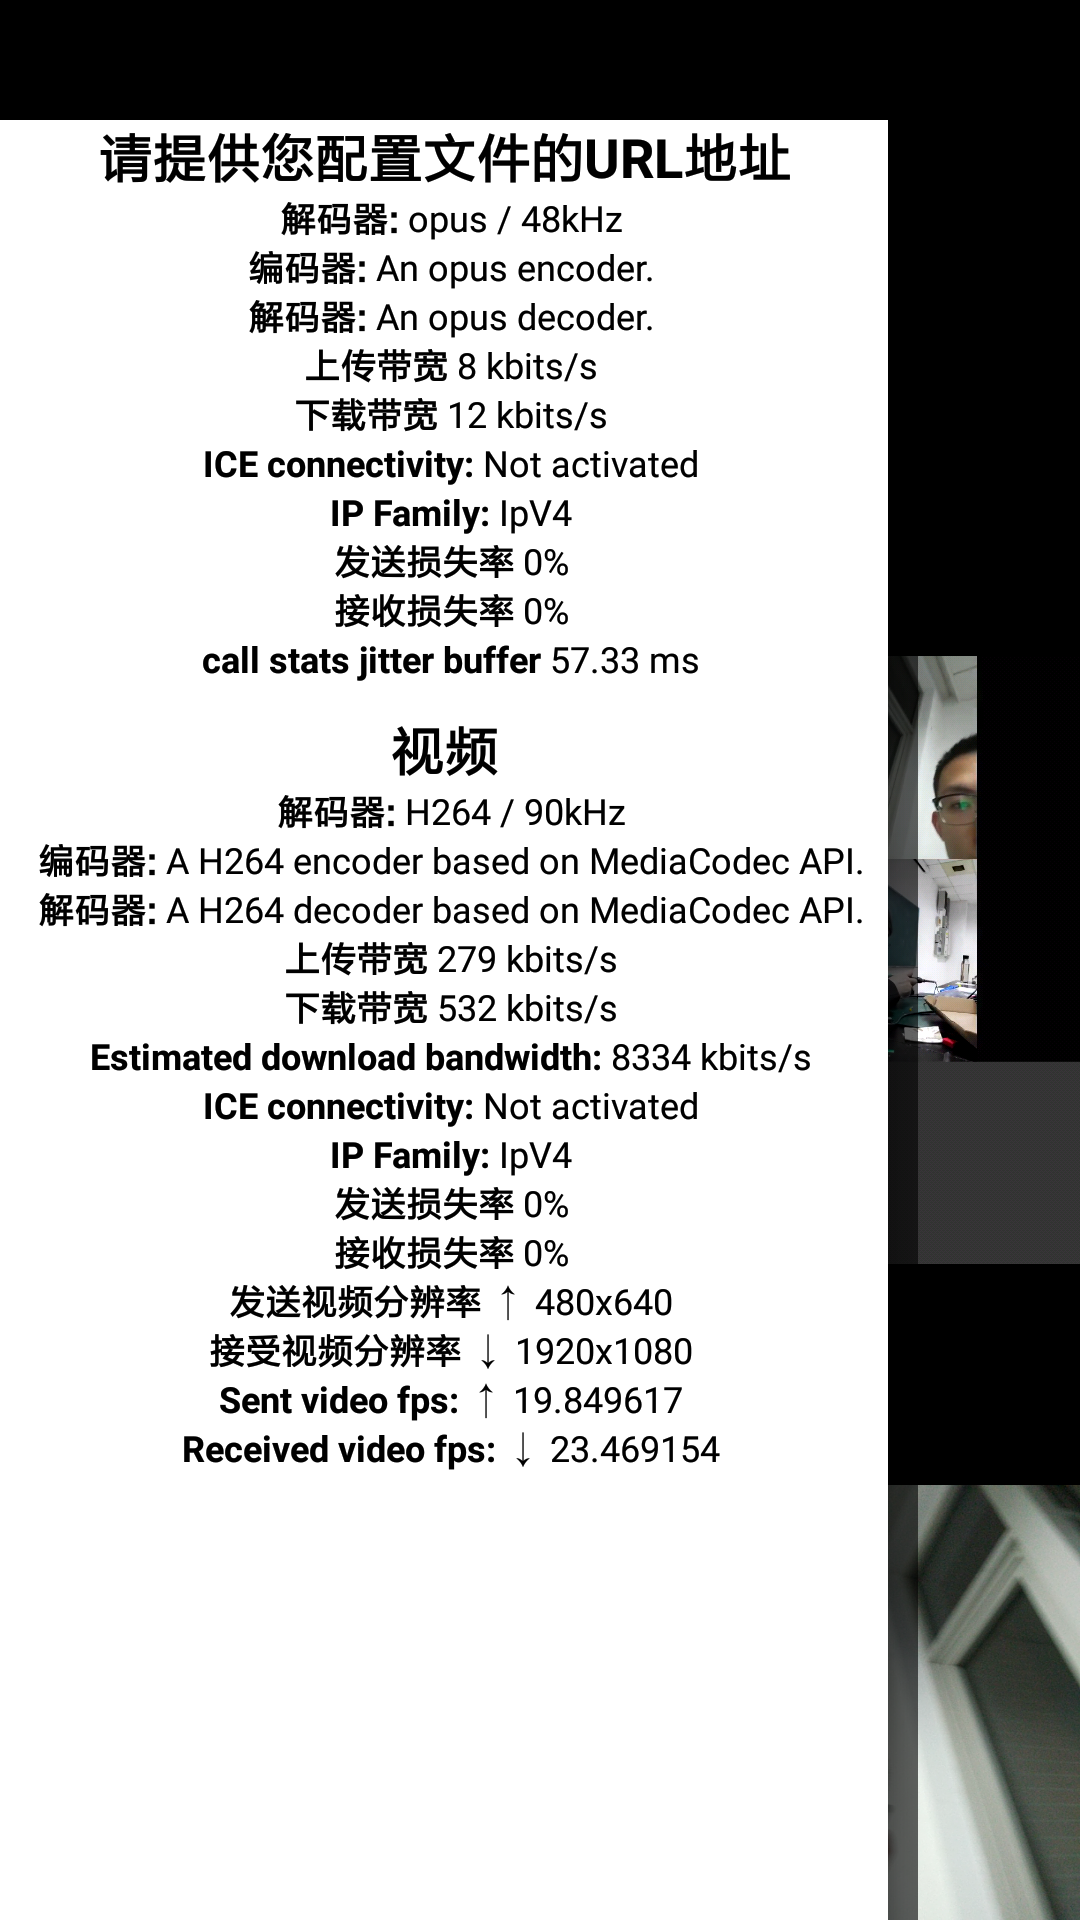 请提供您配置文件的URL地址
解码器: opus / 48kHz
编码器: An opus encoder.
解码器: An opus decoder.
上传带宽 8 kbits/s
下载带宽 12 kbits/s
ICE connectivity: Not activated
IP Family: IpV4
发送损失率 0%
接收损失率 0%
call stats jitter buffer 57.33 ms
视频
解码器: H264 / 90kHz
编码器: A H264 encoder based on MediaCodec API.
解码器: A H264 decoder based on MediaCodec API.
上传带宽 279 kbits/s
下载带宽 532 kbits/s
Estimated download bandwidth: 8334 kbits/s
ICE connectivity: Not activated
IP Family: IpV4
发送损失率 0%
接收损失率 0%
发送视频分辨率 ↑ 480x640
接受视频分辨率 ↓ 1920x1080
Sent video fps: ↑ 19.849617
Received video fps: ↓ 23.469154